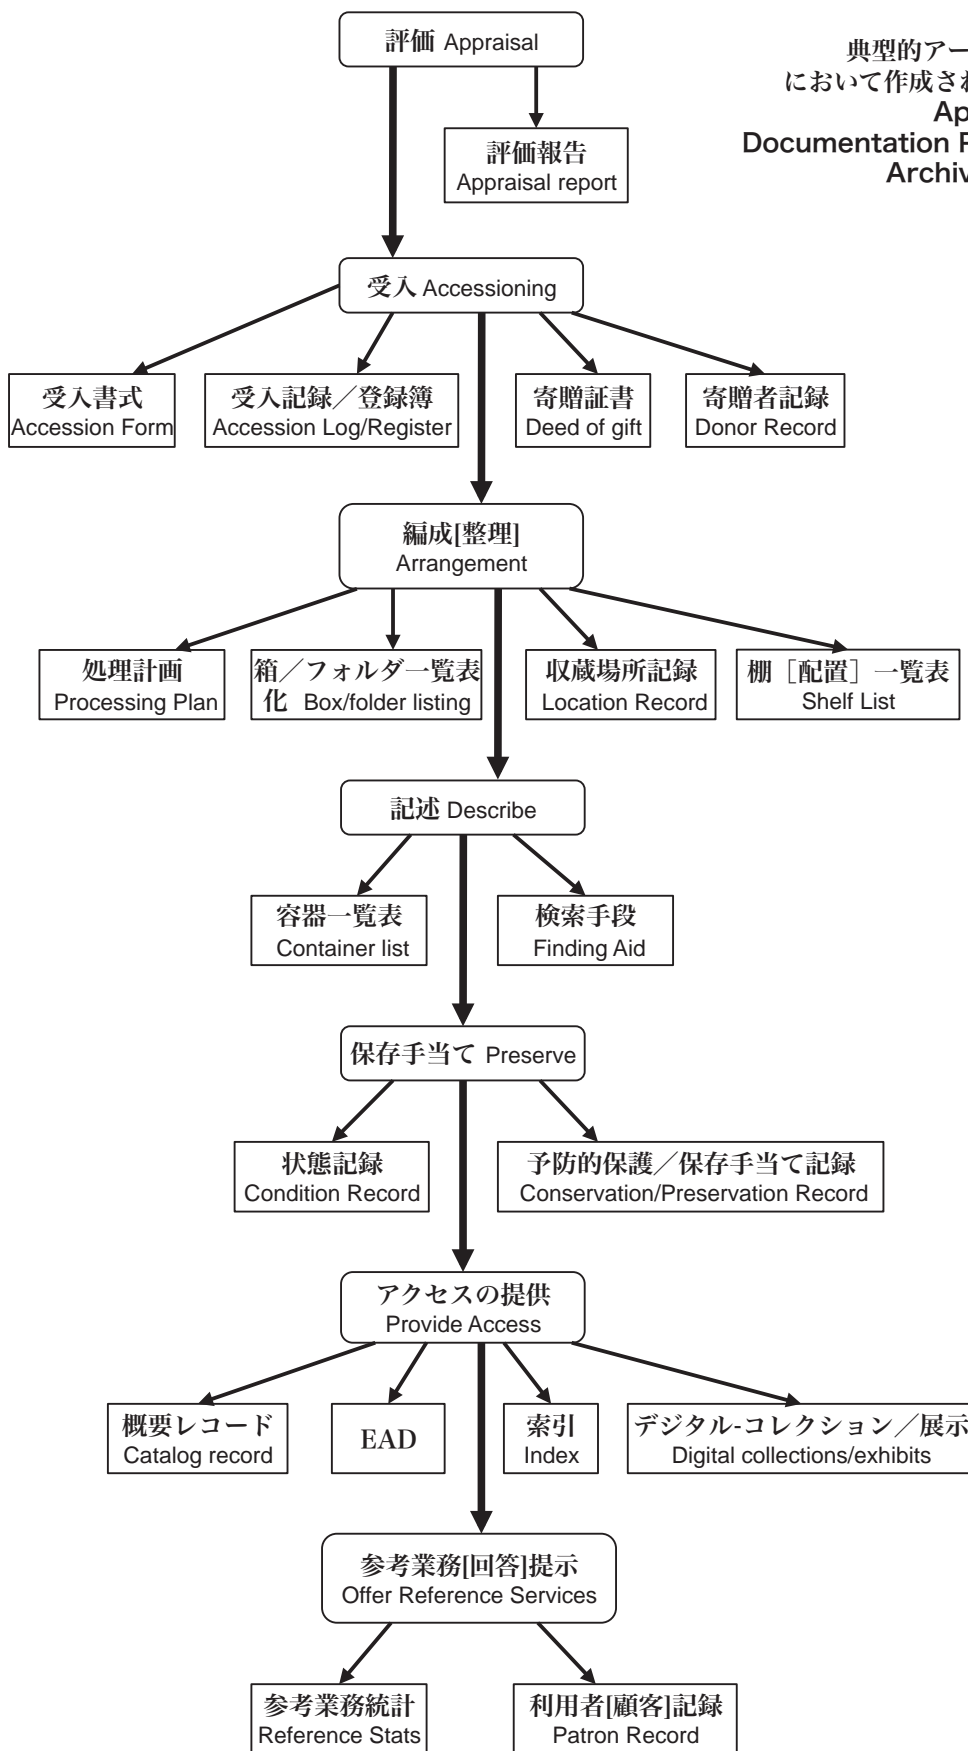 評価 Appraisal
典型的アー
において作成され
Ap
Documentation P
Archiv
評価報告
Appraisal report
受入 Accessioning
受入書式
Accession Form
受入記録／登録簿
Accession Log/Register
寄贈証書
Deed of gift
寄贈者記録
Donor Record
編成[整理]
Arrangement
処理計画
Processing Plan
箱／フォルダ一覧表
化 Box/folder listing
収蔵場所記録
Location Record
棚［配置］一覧表
Shelf List
記述 Describe
容器一覧表
Container list
検索手段
Finding Aid
保存手当て Preserve
状態記録
Condition Record
予防的保護／保存手当て記録
Conservation/Preservation Record
アクセスの提供
Provide Access
概要レコード
Catalog record
EAD
索引
Index
デジタル-コレクション／展示
Digital collections/exhibits
参考業務[回答]提示
Offer Reference Services
参考業務統計
Reference Stats
利用者[顧客]記録
Patron Record